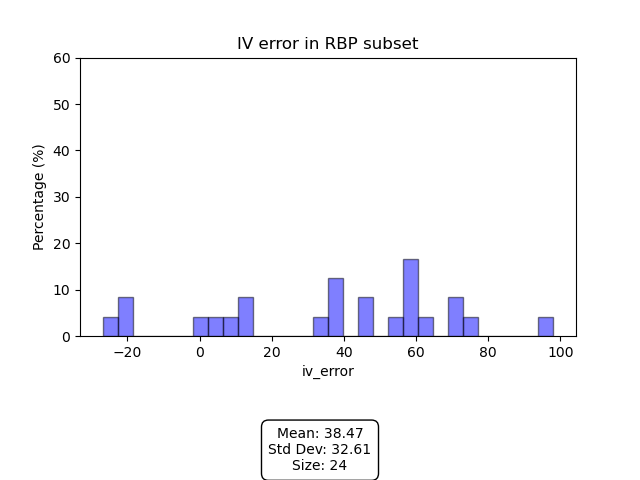 IV error in RBP subset
60
50
40
30
20
10
0
Percentage (%)
−20
0
20
40
60
80
100
iv_error
Mean: 38.47
Std Dev: 32.61
Size: 24